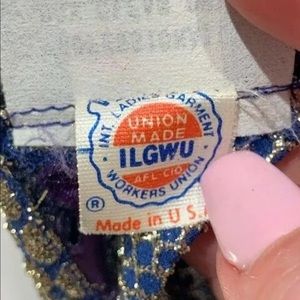 INT. LADIES GARMENT
UNION
MADE
ILGWU
AFL-CIO
WORKERS UNION
®
Made in U.S.